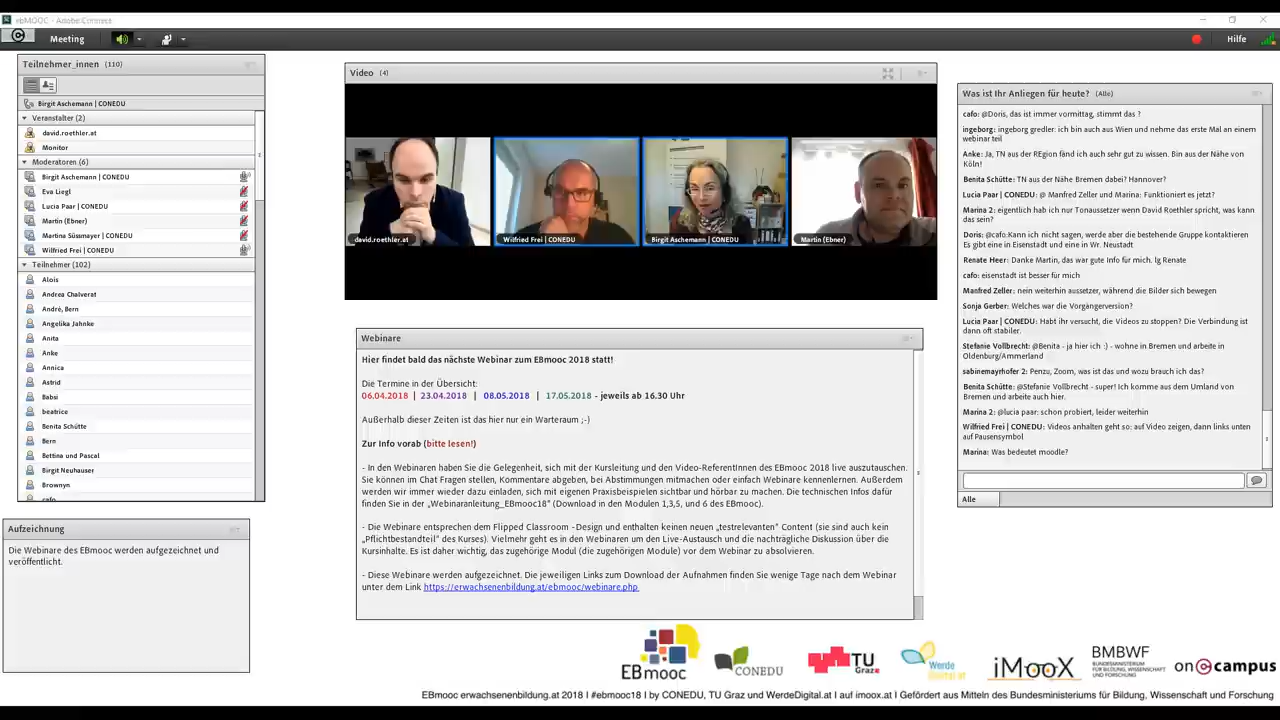 ebMOOC - Adobe Connect
Meeting
Hilfe
Teilnehmer_innen (110)
Birgit Aschemann | CONEDU
Veranstalter (2)
david.roethler.at
Monitor
Moderatoren (6)
Birgit Aschemann | CONEDU
Eva Liegl
Lucia Paar | CONEDU
Martin (Ebner)
Martina Süssmayer | CONEDU
Wilfried Frei | CONEDU
Teilnehmer (102)
Alois
Andrea Chalverat
André, Bern
Angelika Jahnke
Anita
Anke
Annica
Astrid
Babsi
beatrice
Benita Schütte
Bern
Bettina und Pascal
Birgit Neuhauser
Brownyn
cafo
Aufzeichnung
Die Webinare des EBmooc werden aufgezeichnet und
veröffentlicht.
Video (4)
david.roethler.at
Wilfried Frei | CONEDU
Birgit Aschemann | CONEDU
Martin (Ebner)
Webinare
Hier findet bald das nächste Webinar zum EBmooc 2018 statt!
Die Termine in der Übersicht:
06.04.2018 | 23.04.2018 | 08.05.2018 | 17.05.2018 - jeweils ab 16.30 Uhr
Außerhalb dieser Zeiten ist das hier nur ein Warteraum ;-)
Zur Info vorab (bitte lesen!)
- In den Webinaren haben Sie die Gelegenheit, sich mit der Kursleitung und den Video-ReferentInnen des EBmooc 2018 live auszutauschen.
Sie können im Chat Fragen stellen, Kommentare abgeben, bei Abstimmungen mitmachen oder einfach Webinare kennenlernen. Außerdem
werden wir immer wieder dazu einladen, sich mit eigenen Praxisbeispielen sichtbar und hörbar zu machen. Die technischen Infos dafür
finden Sie in der „Webinaranleitung_EBmooc18" (Download in den Modulen 1,3,5, und 6 des EBmooc).
- Die Webinare entsprechen dem Flipped Classroom -Design und enthalten keinen neuen „testrelevanten" Content (sie sind auch kein
„Pflichtbestandteil" des Kurses). Vielmehr geht es in den Webinaren um den Live-Austausch und die nachträgliche Diskussion über die
Kursinhalte. Es ist daher wichtig, das zugehörige Modul (die zugehörigen Module) vor dem Webinar zu absolvieren.
- Diese Webinare werden aufgezeichnet. Die jeweiligen Links zum Download der Aufnahmen finden Sie wenige Tage nach dem Webinar
unter dem Link https://erwachsenenbildung.at/ebmooc/webinare.php
Was ist Ihr Anliegen für heute? (Alle)
cafo: @Doris, das ist immer vormittag, stimmt das ?
ingeborg: ingeborg gredler: ich bin auch aus Wien und nehme das erste Mal an einem
webinar teil
Anke: Ja, TN aus der REgion fänd ich auch sehr gut zu wissen. Bin aus der Nähe von
Köln!
Benita Schütte: TN aus der Nähe Bremen dabei? Hannover?
Lucia Paar | CONEDU: @ Manfred Zeller und Marina: Funktioniert es jetzt?
Marina 2: eigentlich hab ich nur Tonaussetzer wenn David Roethler spricht, was kann
das sein?
Doris: @cafo:Kann ich nicht sagen, werde aber die bestehende Gruppe kontaktieren
Es gibt eine in Eisenstadt und eine in Wr. Neustadt
Renate Heer: Danke Martin, das war gute Info für mich. lg Renate
cafo: eisenstadt ist besser für mich
Manfred Zeller: nein weiterhin aussetzer, während die Bilder sich bewegen
Sonja Gerber: Welches war die Vorgängerversion?
Lucia Paar | CONEDU: Habt ihr versucht, die Videos zu stoppen? Die Verbindung ist
dann oft stabiler.
Stefanie Vollbrecht: @Benita - ja hier ich :) - wohne in Bremen und arbeite in
Oldenburg/Ammerland
sabinemayrhofer 2: Penzu, Zoom, was ist das und wozu brauch ich das?
Benita Schütte: @Stefanie Vollbrecht - super! Ich komme aus dem Umland von
Bremen und arbeite auch hier.
Marina 2: @lucia paar: schon probiert, leider weiterhin
Wilfried Frei | CONEDU: Videos anhalten geht so: auf Video zeigen, dann links unten
auf Pausensymbol
Marina: Was bedeutet moodle?
Alle
EBmooc
CONEDU
TU Graz
Werde Digital.at
iMooX
BMBWF
BUNDESMINISTERIUM
FÜR BILDUNG, WISSENSCHAFT
UND FORSCHUNG
on campus
EBmooc erwachsenenbildung.at 2018 I #ebmooc18 I by CONEDU, TU Graz und WerdeDigital.at I auf imoox.at I Gefördert aus Mitteln des Bundesministeriums für Bildung, Wissenschaft und Forschung